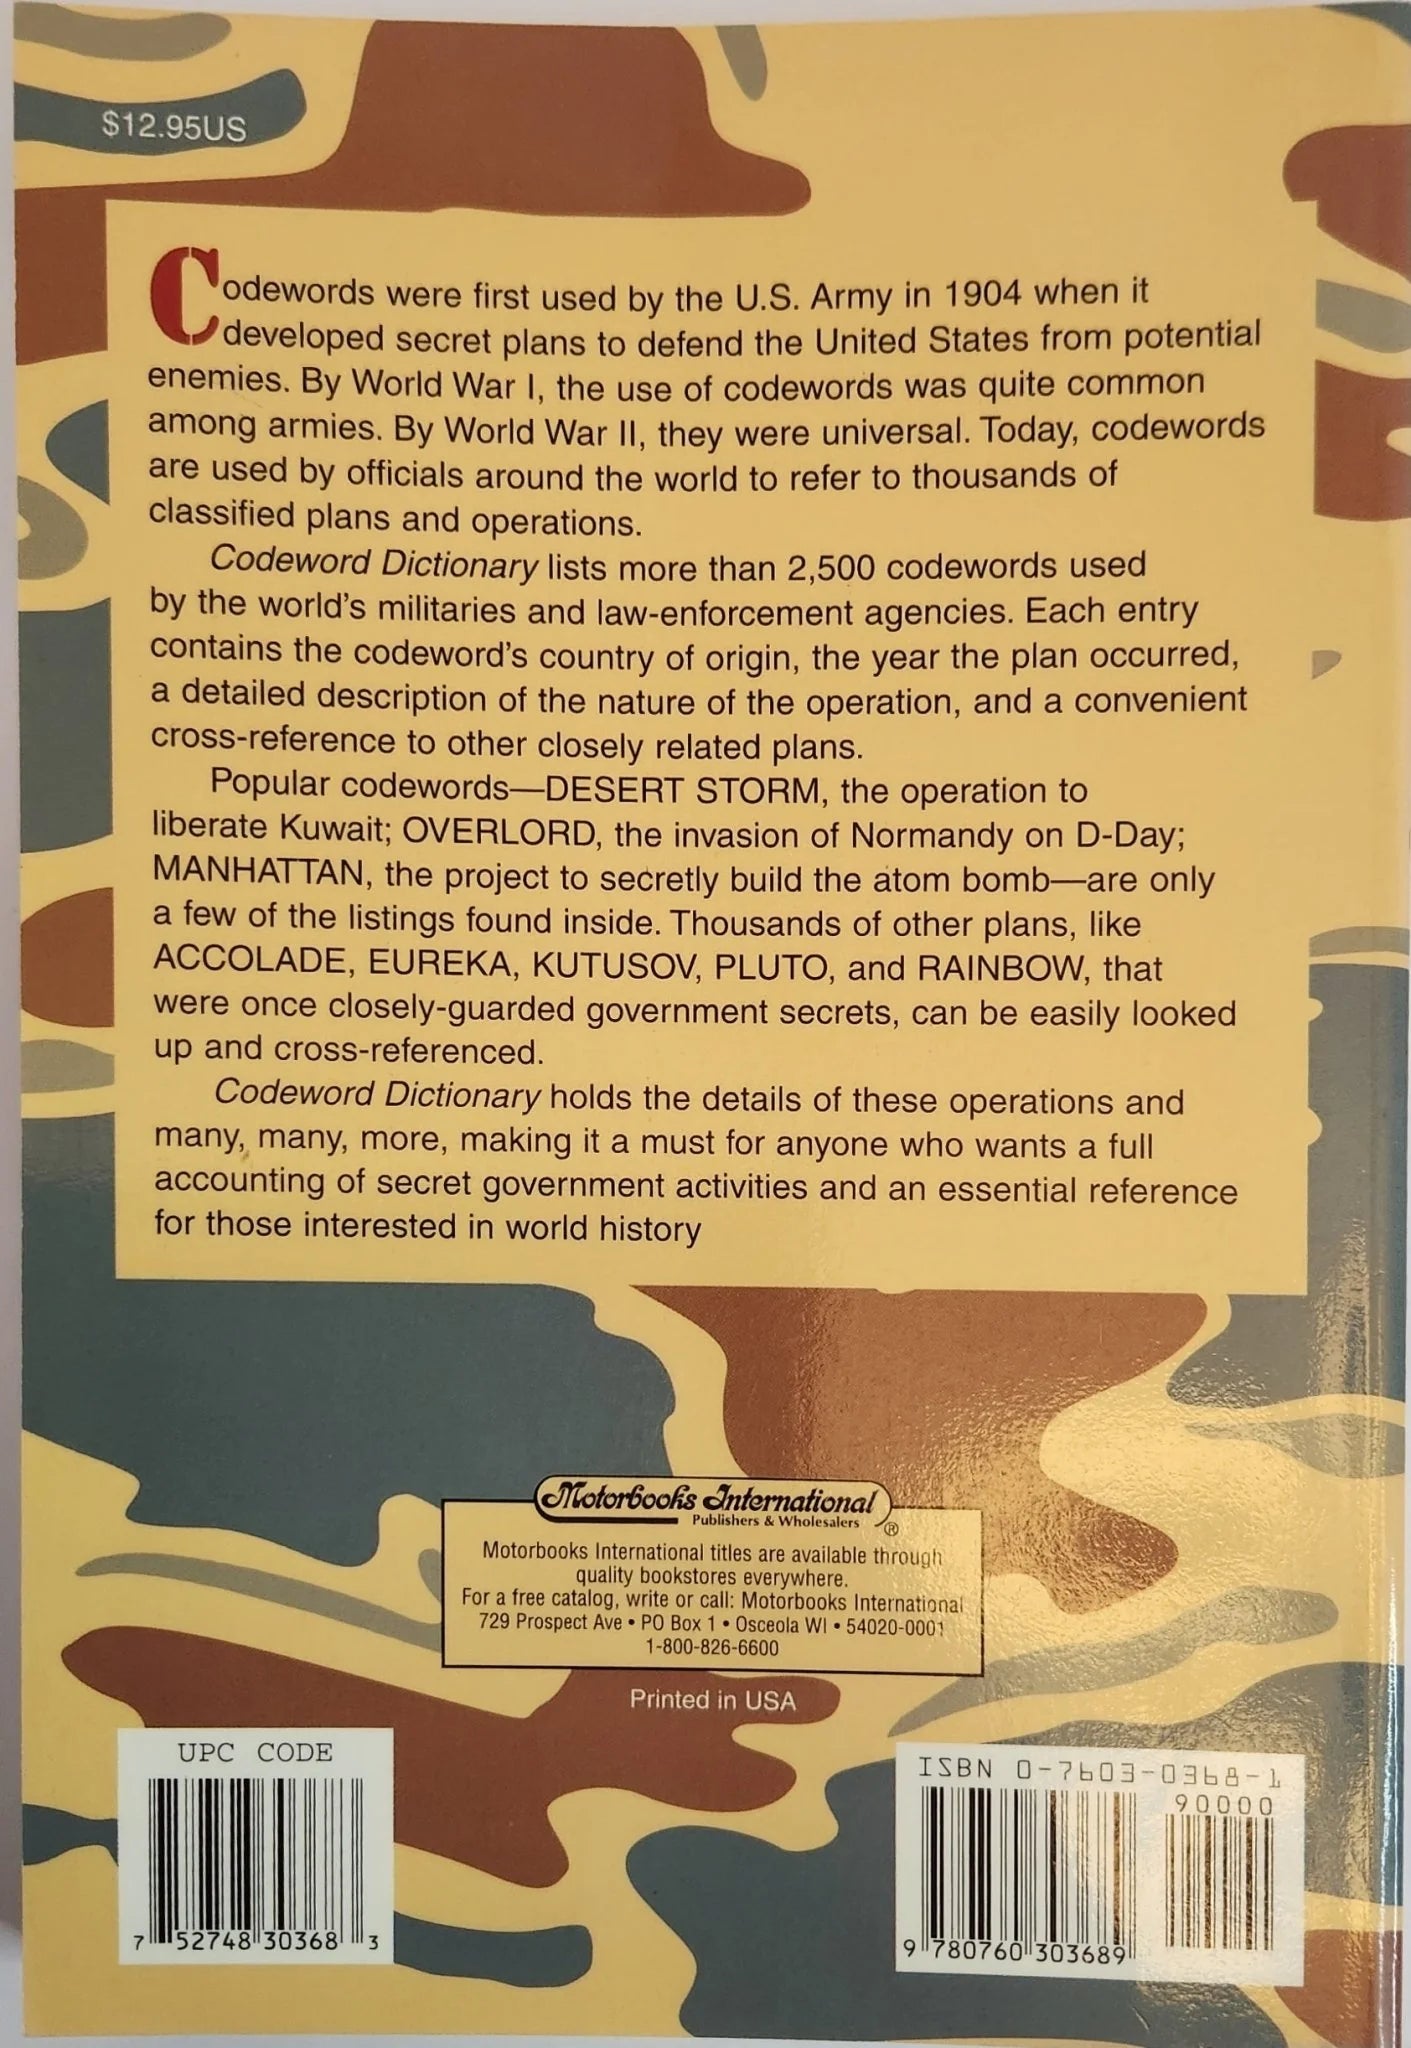 $12.95US
Codewords were first used by the U.S. Army in 1904 when it
developed secret plans to defend the United States from potential
enemies. By World War I, the use of codewords was quite common
among armies. By World War II, they were universal. Today, codewords
are used by officials around the world to refer to thousands of
classified plans and operations.
Codeword Dictionary lists more than 2,500 codewords used
by the world's militaries and law-enforcement agencies. Each entry
contains the codeword's country of origin, the year the plan occurred,
a detailed description of the nature of the operation, and a convenient
cross-reference to other closely related plans.
Popular codewords—DESERT STORM, the operation to
liberate Kuwait; OVERLORD, the invasion of Normandy on D-Day;
MANHATTAN, the project to secretly build the atom bomb—are only
a few of the listings found inside. Thousands of other plans, like
ACCOLADE, EUREKA, KUTUSOV, PLUTO, and RAINBOW, that
were once closely-guarded government secrets, can be easily looked
up and cross-referenced.
Codeword Dictionary holds the details of these operations and
many, many, more, making it a must for anyone who wants a full
accounting of secret government activities and an essential reference
for those interested in world history
Motorbooks International
Publishers & Wholesalers ®
Motorbooks International titles are available through
quality bookstores everywhere.
For a free catalog, write or call: Motorbooks International
729 Prospect Ave • PO Box 1 • Osceola WI • 54020-0001
1-800-826-6600
Printed in USA
UPC CODE
7 52748 30368 3
ISBN 0-7603-0368-1
90000
9 780760 303689